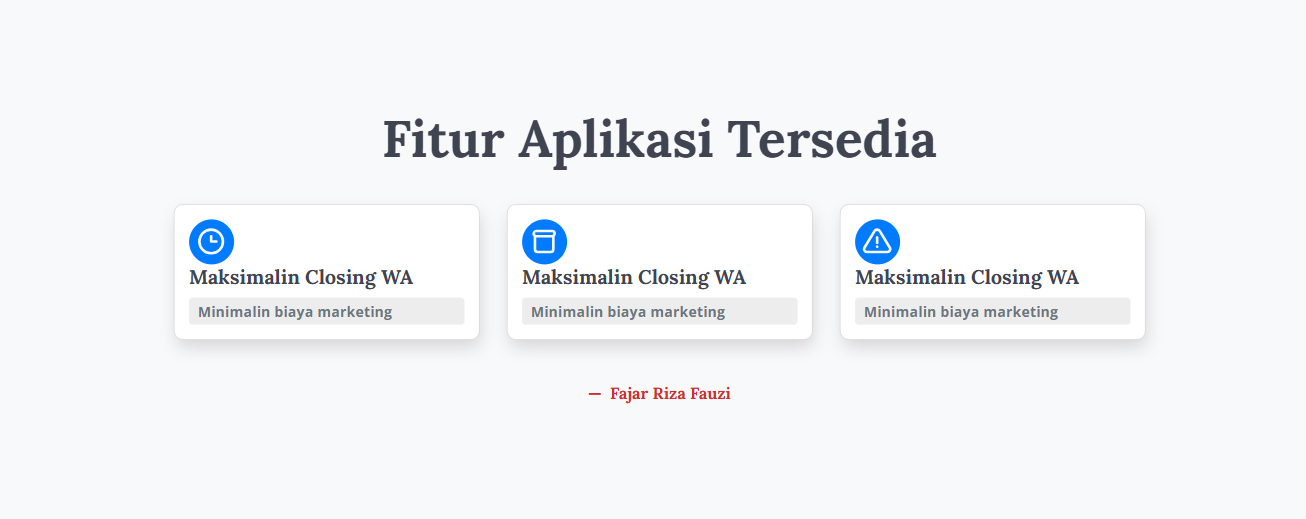 Fitur Aplikasi Tersedia
Maksimalin Closing WA
Minimalin biaya marketing
Maksimalin Closing WA
Minimalin biaya marketing
Maksimalin Closing WA
Minimalin biaya marketing
— Fajar Riza Fauzi